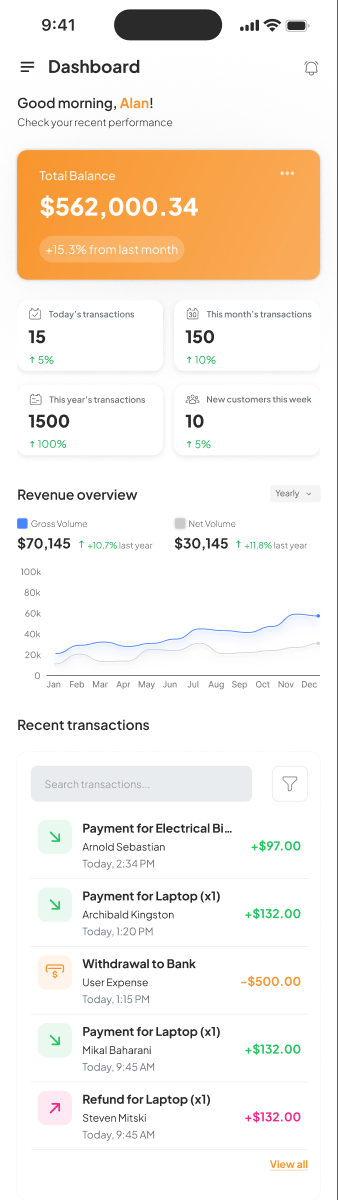 9:41
Dashboard
Good morning, Alan!
Check your recent performance
Total Balance
$562,000.34
+15.3% from last month
Today's transactions
15
↑ 5%
30
This month's transactions
150
↑ 10%
This year's transactions
1500
↑ 100%
New customers this week
10
↑ 5%
Revenue overview
Yearly
Gross Volume
$70,145 ↑ +10,7% last year
Net Volume
$30,145 ↑ +11.8% last year
100k
80k
60k
40k
20k
0
Jan Feb Mar Apr May Jun Jul Aug Sep Oct Nov Dec
Recent transactions
Search transactions...
Payment for Electrical Bi...
Arnold Sebastian
+$97.00
Today, 2:34 PM
Payment for Laptop (x1)
Archibald Kingston
+$132.00
Today, 1:20 PM
$
Withdrawal to Bank
User Expense
-$500.00
Today, 1:15 PM
Payment for Laptop (x1)
Mikal Baharani
+$132.00
Today, 9:45 AM
Refund for Laptop (x1)
Steven Mitski
+$132.00
Today, 9:45 AM
View all